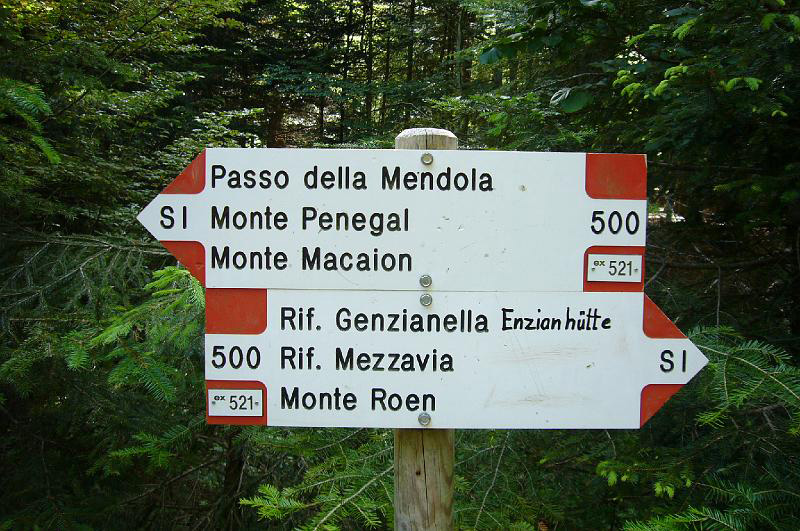 Passo della Mendola
SI Monte Penegal 500
Monte Macaion ex 521
Rif. Genzianella Enzianhütte
500 Rif. Mezzavia SI
ex 521 Monte Roen